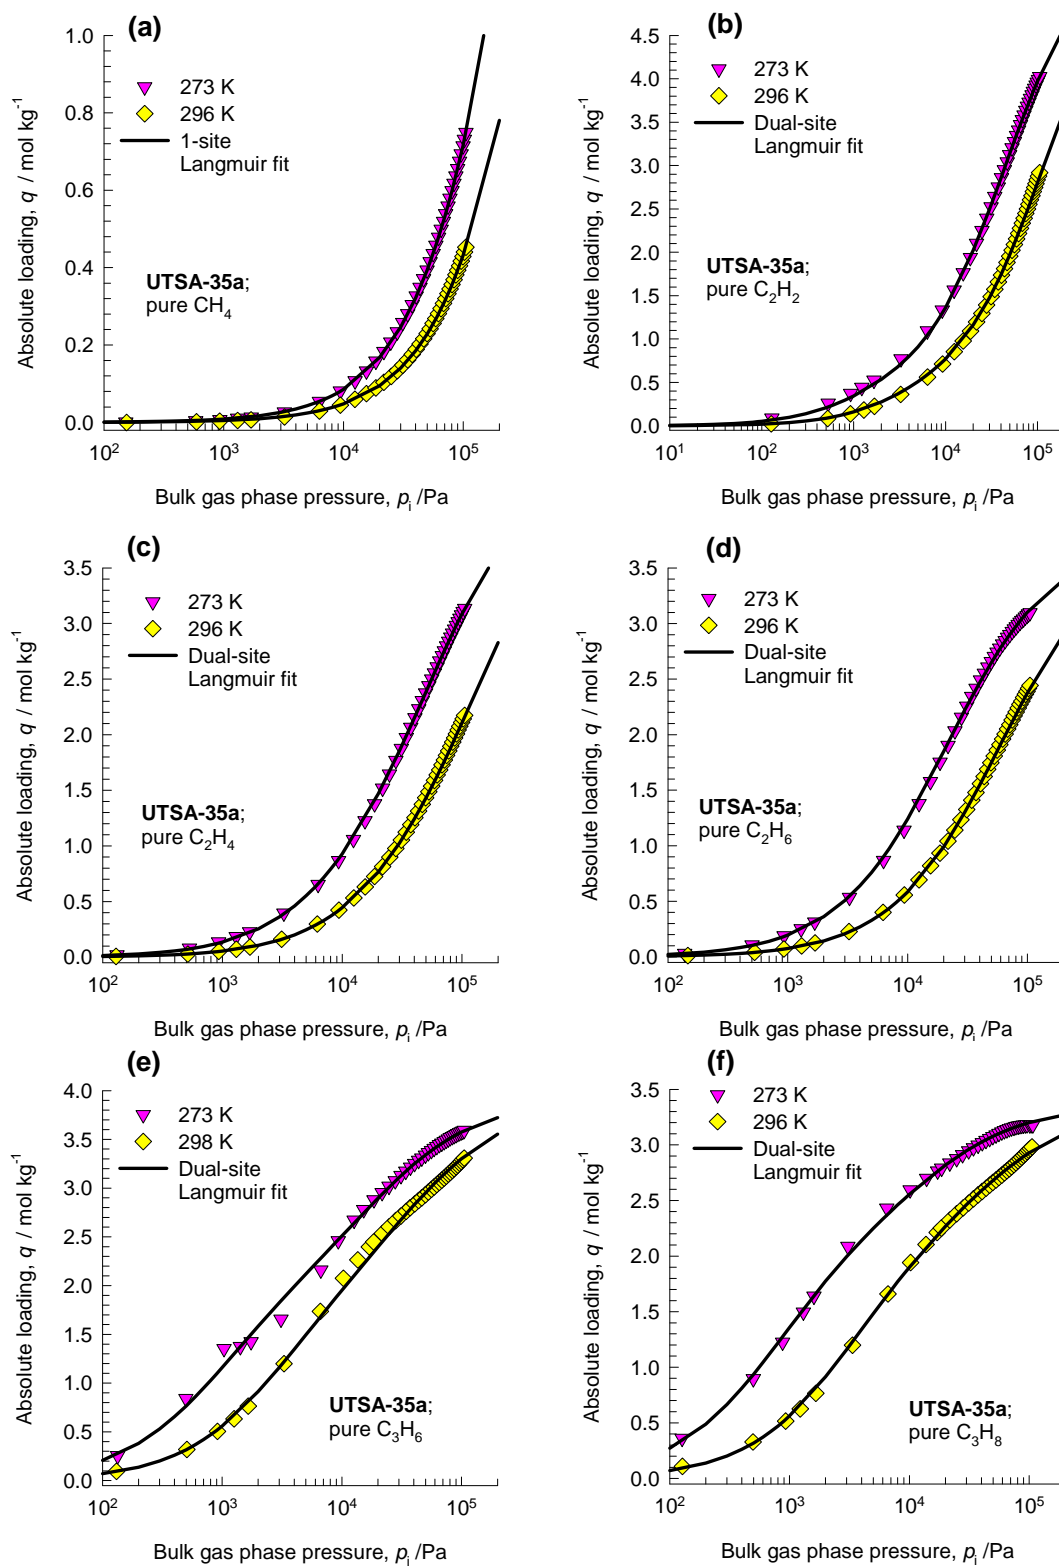 (a)
1.0
0.8
0.6
0.4
0.2
0.0
Absolute loading, q / mol kg⁻¹
273 K
296 K
1-site
Langmuir fit
UTSA-35a;
pure CH₄
10² 10³ 10⁴ 10⁵
Bulk gas phase pressure, pᵢ /Pa
(b)
4.5
4.0
3.5
3.0
2.5
2.0
1.5
1.0
0.5
0.0
Absolute loading, q / mol kg⁻¹
273 K
296 K
Dual-site
Langmuir fit
UTSA-35a;
pure C₂H₂
10¹ 10² 10³ 10⁴ 10⁵
Bulk gas phase pressure, pᵢ /Pa
(c)
3.5
3.0
2.5
2.0
1.5
1.0
0.5
0.0
Absolute loading, q / mol kg⁻¹
273 K
296 K
Dual-site
Langmuir fit
UTSA-35a;
pure C₂H₄
10² 10³ 10⁴ 10⁵
Bulk gas phase pressure, pᵢ /Pa
(d)
3.5
3.0
2.5
2.0
1.5
1.0
0.5
0.0
Absolute loading, q / mol kg⁻¹
273 K
296 K
Dual-site
Langmuir fit
UTSA-35a;
pure C₂H₆
10² 10³ 10⁴ 10⁵
Bulk gas phase pressure, pᵢ /Pa
(e)
4.0
3.5
3.0
2.5
2.0
1.5
1.0
0.5
0.0
Absolute loading, q / mol kg⁻¹
273 K
298 K
Dual-site
Langmuir fit
UTSA-35a;
pure C₃H₆
10² 10³ 10⁴ 10⁵
Bulk gas phase pressure, pᵢ /Pa
(f)
3.5
3.0
2.5
2.0
1.5
1.0
0.5
0.0
Absolute loading, q / mol kg⁻¹
273 K
296 K
Dual-site
Langmuir fit
UTSA-35a;
pure C₃H₈
10² 10³ 10⁴ 10⁵
Bulk gas phase pressure, pᵢ /Pa